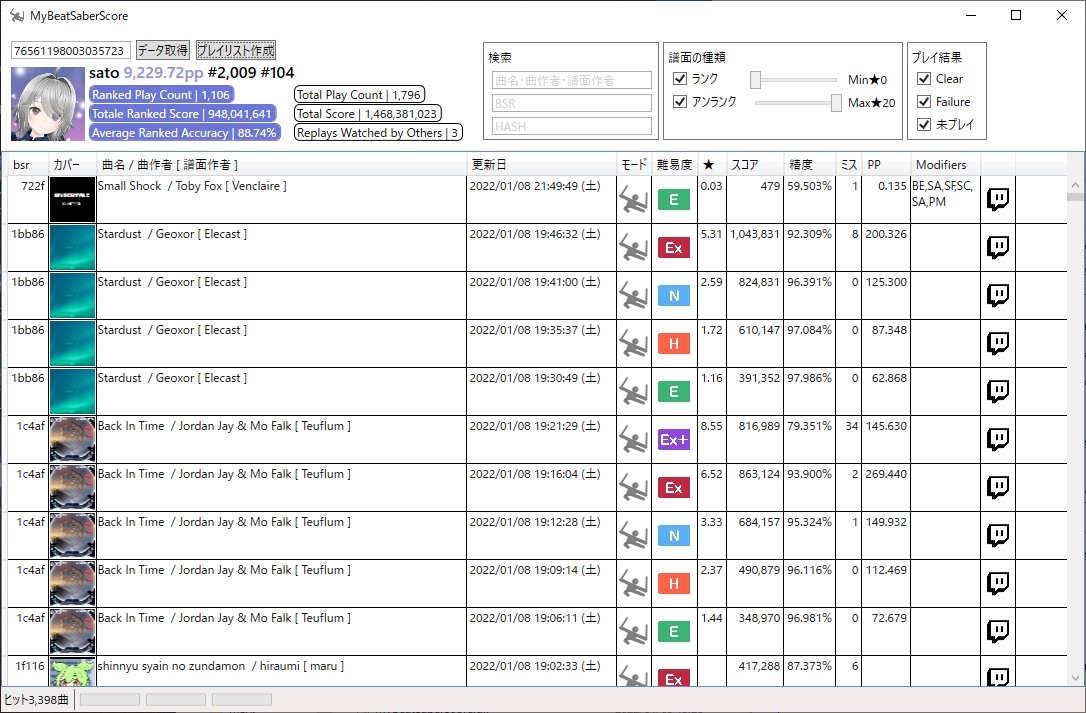 MyBeatSaberScore
76561198003035723 データ取得 プレイリスト作成
sato 9,229.72pp #2,009 #104
Ranked Play Count | 1,106 Total Play Count | 1,796
Totale Ranked Score | 948,041,641 Total Score | 1,468,381,023
Average Ranked Accuracy | 88.74% Replays Watched by Others | 3
検索
曲名・曲作者・譜面作者
BSR
HASH
譜面の種類
ランク Min★0
アンランク Max★20
プレイ結果
Clear
Failure
未プレイ
bsr カバー 曲名 / 曲作者 [ 譜面作者 ] 更新日 モード 難易度 ★ スコア 精度 ミス PP Modifiers
722f Small Shock / Toby Fox [ Venclaire ] 2022/01/08 21:49:49 (土) E 0.03 479 59.503% 1 0.135 BE,SA,SF,SC,
SA,PM
1bb86 Stardust / Geoxor [ Elecast ] 2022/01/08 19:46:32 (土) Ex 5.31 1,043,831 92.309% 8 200.326
1bb86 Stardust / Geoxor [ Elecast ] 2022/01/08 19:41:00 (土) N 2.59 824,831 96.391% 0 125.300
1bb86 Stardust / Geoxor [ Elecast ] 2022/01/08 19:35:37 (土) H 1.72 610,147 97.084% 0 87.348
1bb86 Stardust / Geoxor [ Elecast ] 2022/01/08 19:30:49 (土) E 1.16 391,352 97.986% 0 62.868
1c4af Back In Time / Jordan Jay & Mo Falk [ Teuflum ] 2022/01/08 19:21:29 (土) Ex+ 8.55 816,989 79.351% 34 145.630
1c4af Back In Time / Jordan Jay & Mo Falk [ Teuflum ] 2022/01/08 19:16:04 (土) Ex 6.52 863,124 93.900% 2 269.440
1c4af Back In Time / Jordan Jay & Mo Falk [ Teuflum ] 2022/01/08 19:12:28 (土) N 3.33 684,157 95.324% 1 149.932
1c4af Back In Time / Jordan Jay & Mo Falk [ Teuflum ] 2022/01/08 19:09:14 (土) H 2.37 490,879 96.116% 0 112.469
1c4af Back In Time / Jordan Jay & Mo Falk [ Teuflum ] 2022/01/08 19:06:11 (土) E 1.44 348,970 96.981% 0 72.679
1f116 shinnyu syain no zundamon / hiraumi [ maru ] 2022/01/08 19:02:33 (土) Ex 417,288 87.373% 6
ヒット3,398曲